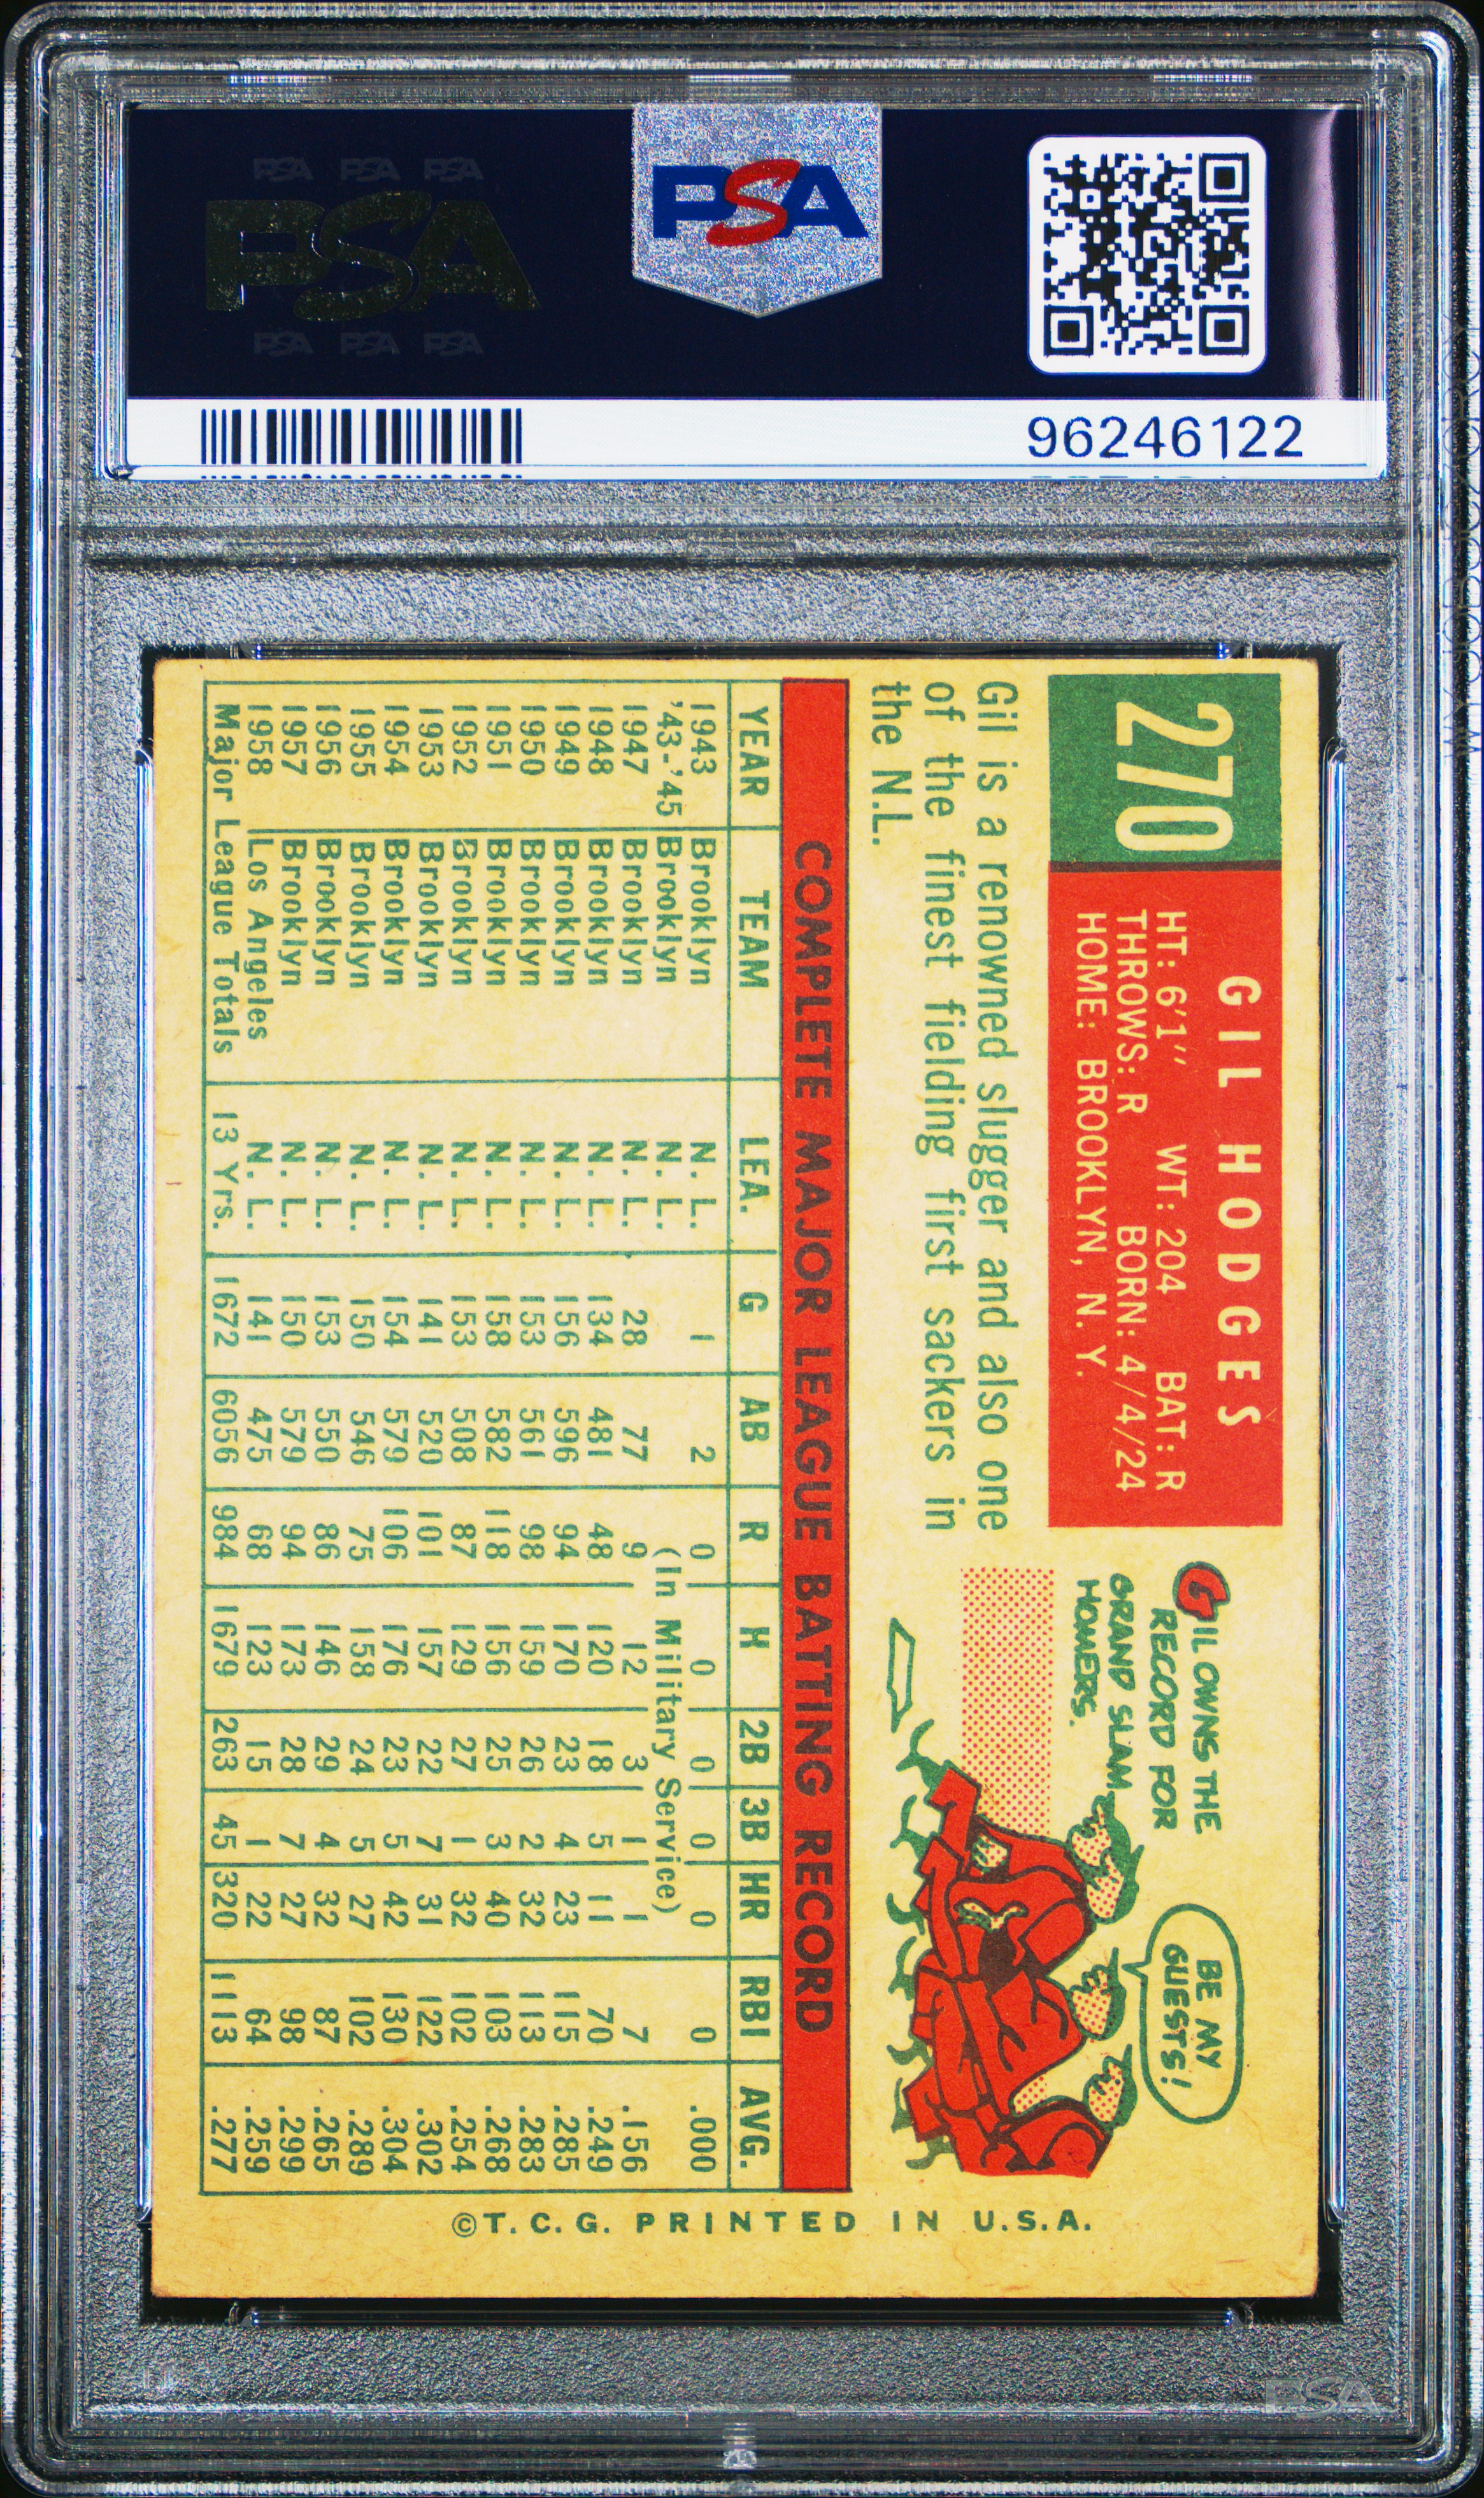 PSA PSA PSA
PSA
PSA PSA PSA
PSA
96246122
270
GIL HODGES
HT: 6'1" WT: 204 BAT: R
THROWS: R BORN: 4/4/24
HOME: BROOKLYN, N. Y.
Gil is a renowned slugger and also one
of the finest fielding first sackers in
the N.L.
GIL OWNS THE
RECORD FOR
GRAND SLAM
HOMERS.
BE MY
GUESTS!
COMPLETE MAJOR LEAGUE BATTING RECORD
YEAR TEAM LEA. G AB R H 2B 3B HR RBI AVG.
1943 Brooklyn N. L. 1 2 0 0 0 0 0 0 .000
'43-'45 Brooklyn N. L. (In Military Service)
1947 Brooklyn N. L. 28 77 9 12 3 1 1 7 .156
1948 Brooklyn N. L. 134 481 48 120 18 5 11 70 .249
1949 Brooklyn N. L. 156 596 94 170 23 4 23 115 .285
1950 Brooklyn N. L. 153 561 98 159 26 2 32 113 .283
1951 Brooklyn N. L. 158 582 118 156 25 3 40 103 .268
1952 Brooklyn N. L. 153 508 87 129 27 1 32 102 .254
1953 Brooklyn N. L. 141 520 101 157 22 7 31 122 .302
1954 Brooklyn N. L. 154 579 106 176 23 5 42 130 .304
1955 Brooklyn N. L. 150 546 75 158 24 5 27 102 .289
1956 Brooklyn N. L. 153 550 86 146 29 4 32 87 .265
1957 Brooklyn N. L. 150 579 94 173 28 7 27 98 .299
1958 Los Angeles N. L. 141 475 68 123 15 1 22 64 .259
Major League Totals 13 Yrs. 1672 6056 984 1679 263 45 320 1113 .277
©T. C. G. PRINTED IN U.S.A.
PSA